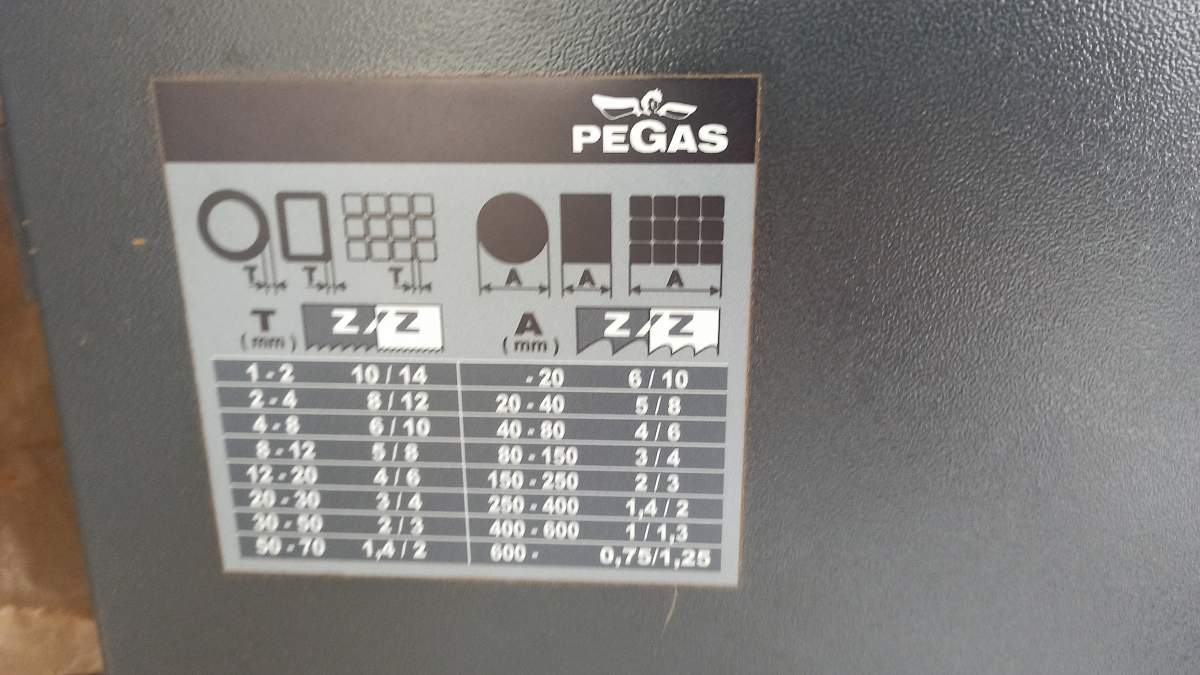 PEGAS
T T T A A A
T Z/Z A Z/Z
(mm) (mm)
1-2 10/14 -20 6/10
2-4 8/12 20-40 5/8
4-8 6/10 40-80 4/6
8-12 5/8 80-150 3/4
12-20 4/6 150-250 2/3
20-30 3/4 250-400 1,4/2
30-50 2/3 400-600 1/1,3
50-70 1,4/2 600- 0,75/1,25